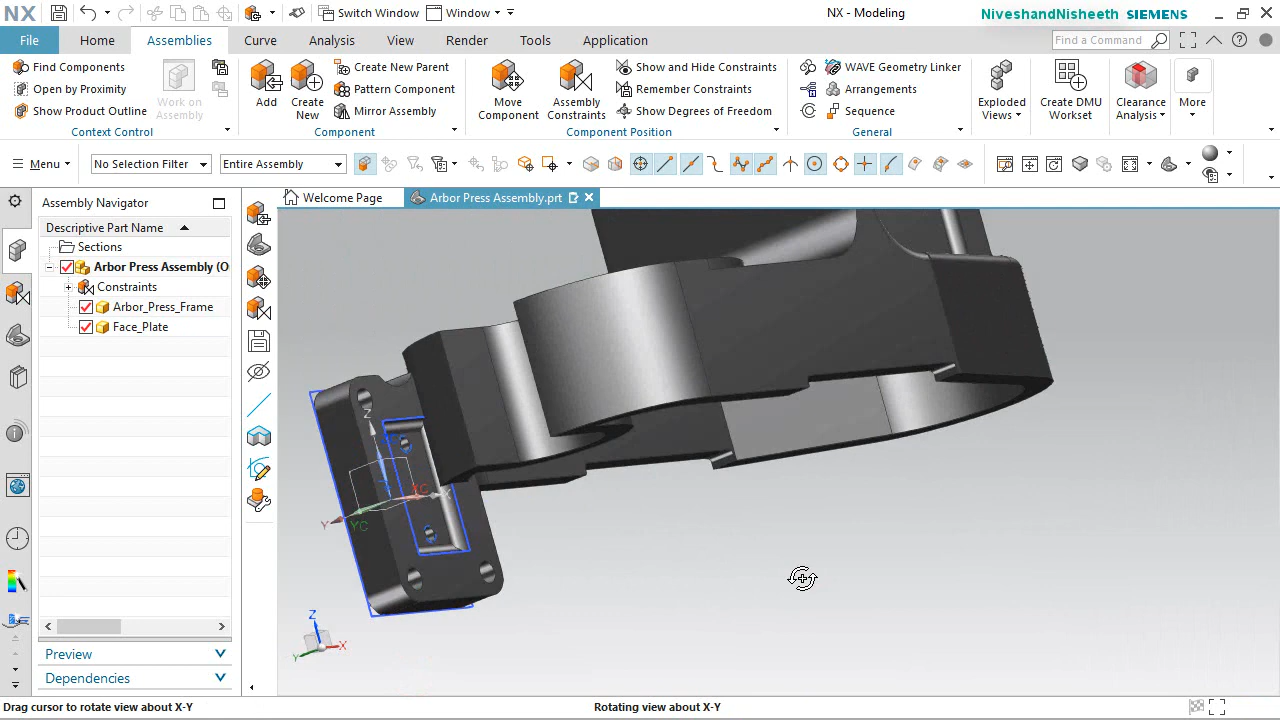 NX
Switch Window
Window
NX - Modeling
NiveshandNisheeth SIEMENS
File
Home
Assemblies
Curve
Analysis
View
Render
Tools
Application
Find a Command
Find Components
Open by Proximity
Show Product Outline
Work on Assembly
Context Control
Add
Create New
Create New Parent
Pattern Component
Mirror Assembly
Component
Move Component
Assembly Constraints
Show and Hide Constraints
Remember Constraints
Show Degrees of Freedom
Component Position
WAVE Geometry Linker
Arrangements
Sequence
General
Exploded Views
Create DMU Workset
Clearance Analysis
More
Menu
No Selection Filter
Entire Assembly
Assembly Navigator
Welcome Page
Arbor Press Assembly.prt
Descriptive Part Name
Sections
Arbor Press Assembly (O
Constraints
Arbor_Press_Frame
Face_Plate
Z
XC
X
Y
YC
Z
X
Y
Preview
Dependencies
Drag cursor to rotate view about X-Y
Rotating view about X-Y